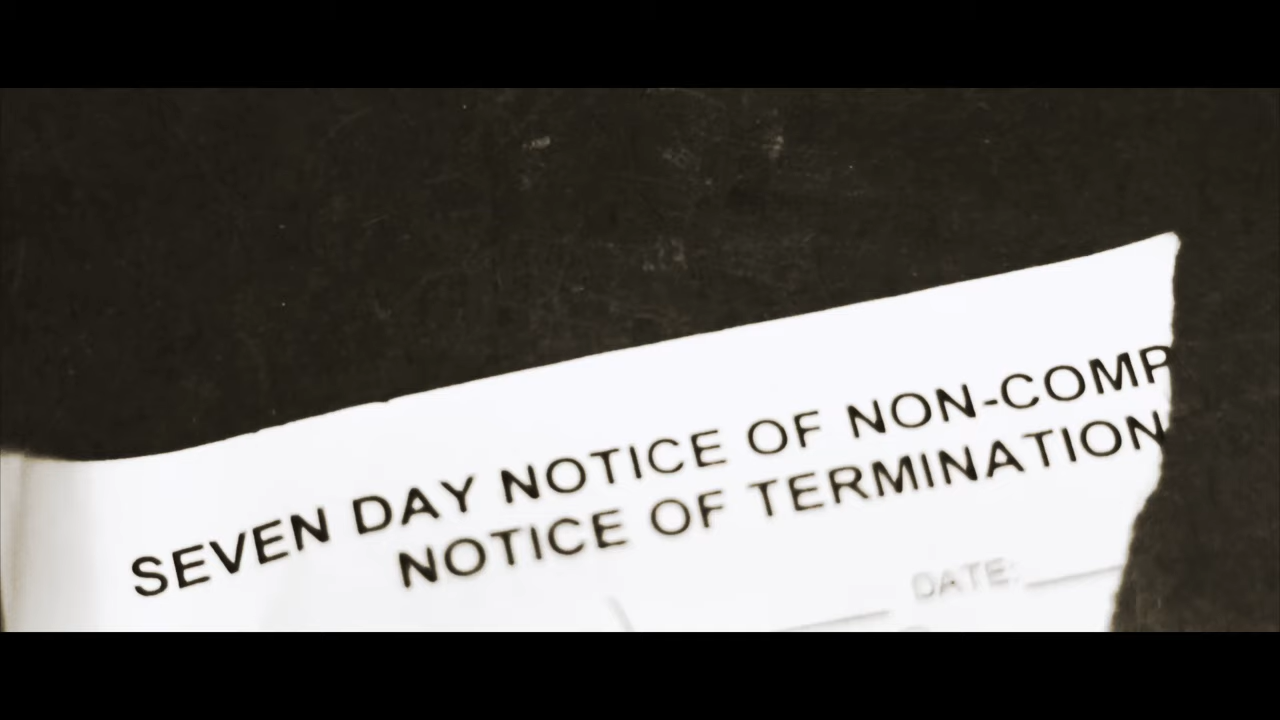 SEVEN DAY NOTICE OF NON-COMP
NOTICE OF TERMINATION
DATE: